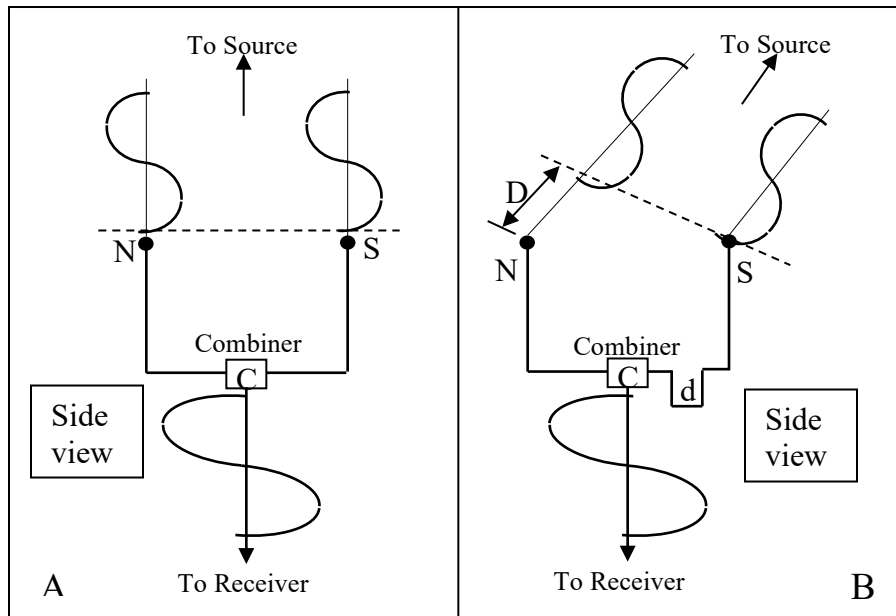 To Source
N
S
Combiner
C
Side
view
To Receiver
A
To Source
D
N
S
Combiner
C
d
Side
view
To Receiver
B